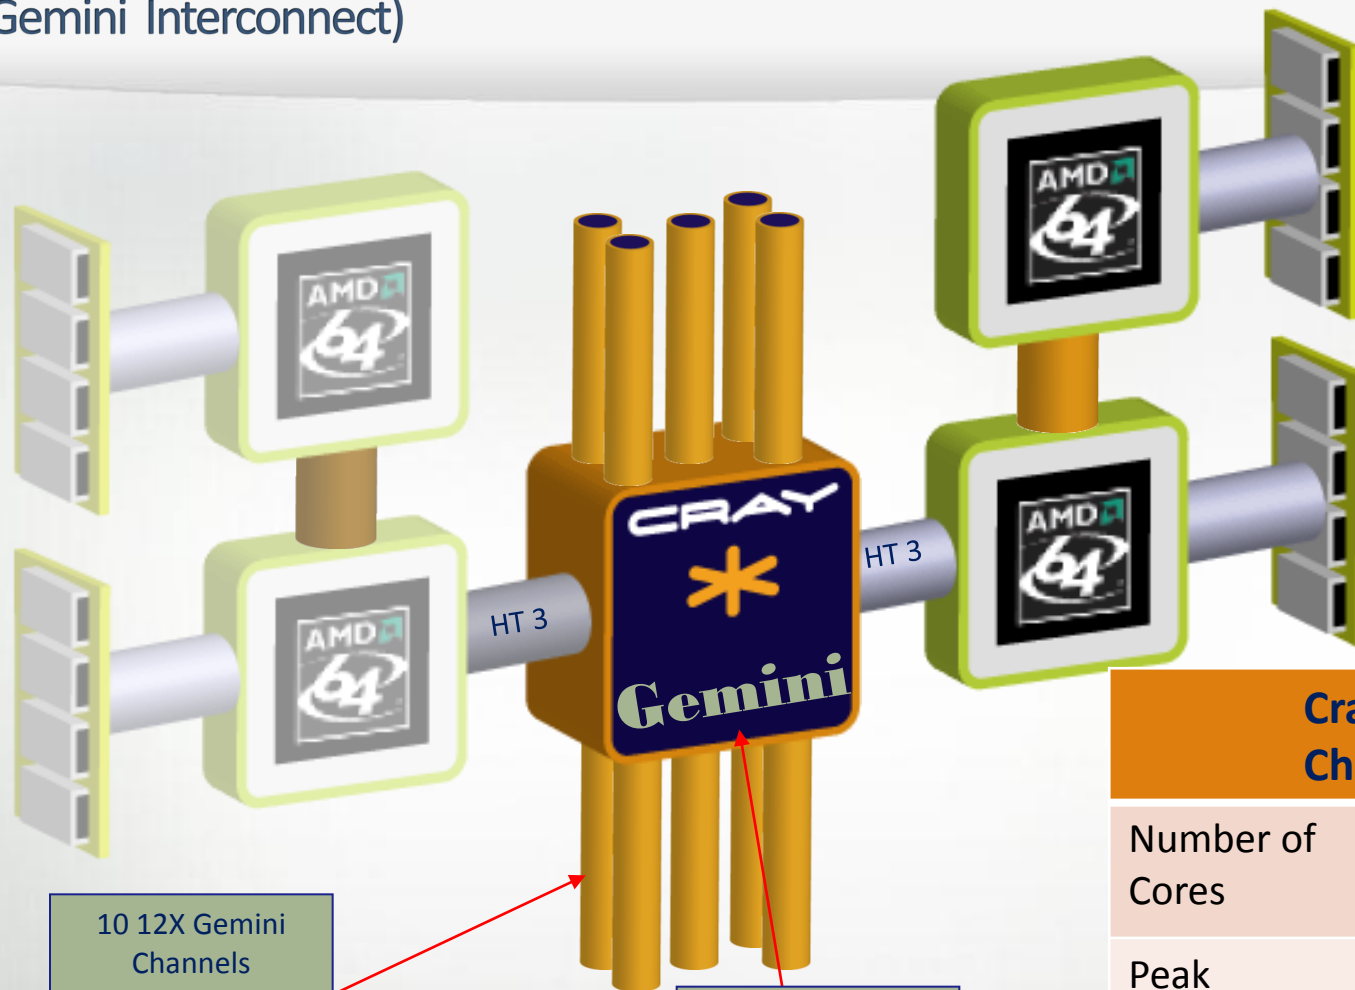 Gemini Interconnect)
AMD
64
AMD
64
AMD
64
AMD
64
CRAY
HT 3
HT 3
Gemini
10 12X Gemini
Channels
Number of
Cores
Peak